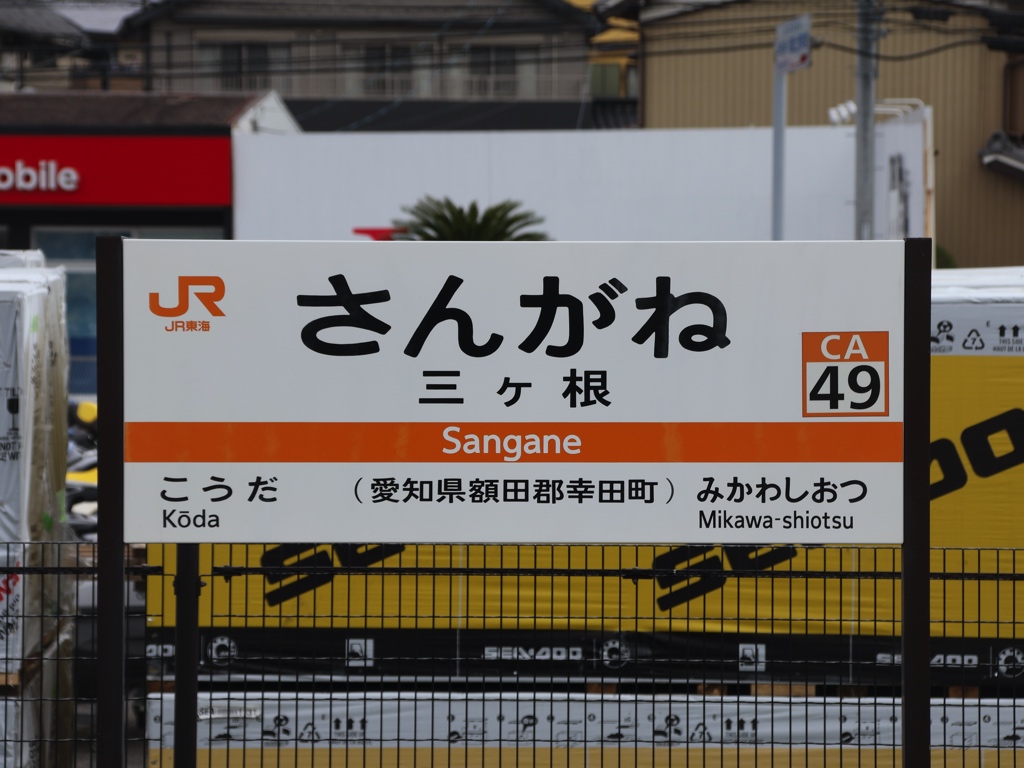 obile
JR
JR東海
さんがね
三ヶ根
CA
49
Sangane
こうだ
Kōda
（愛知県額田郡幸田町）
みかわしおつ
Mikawa-shiotsu
SEADOO